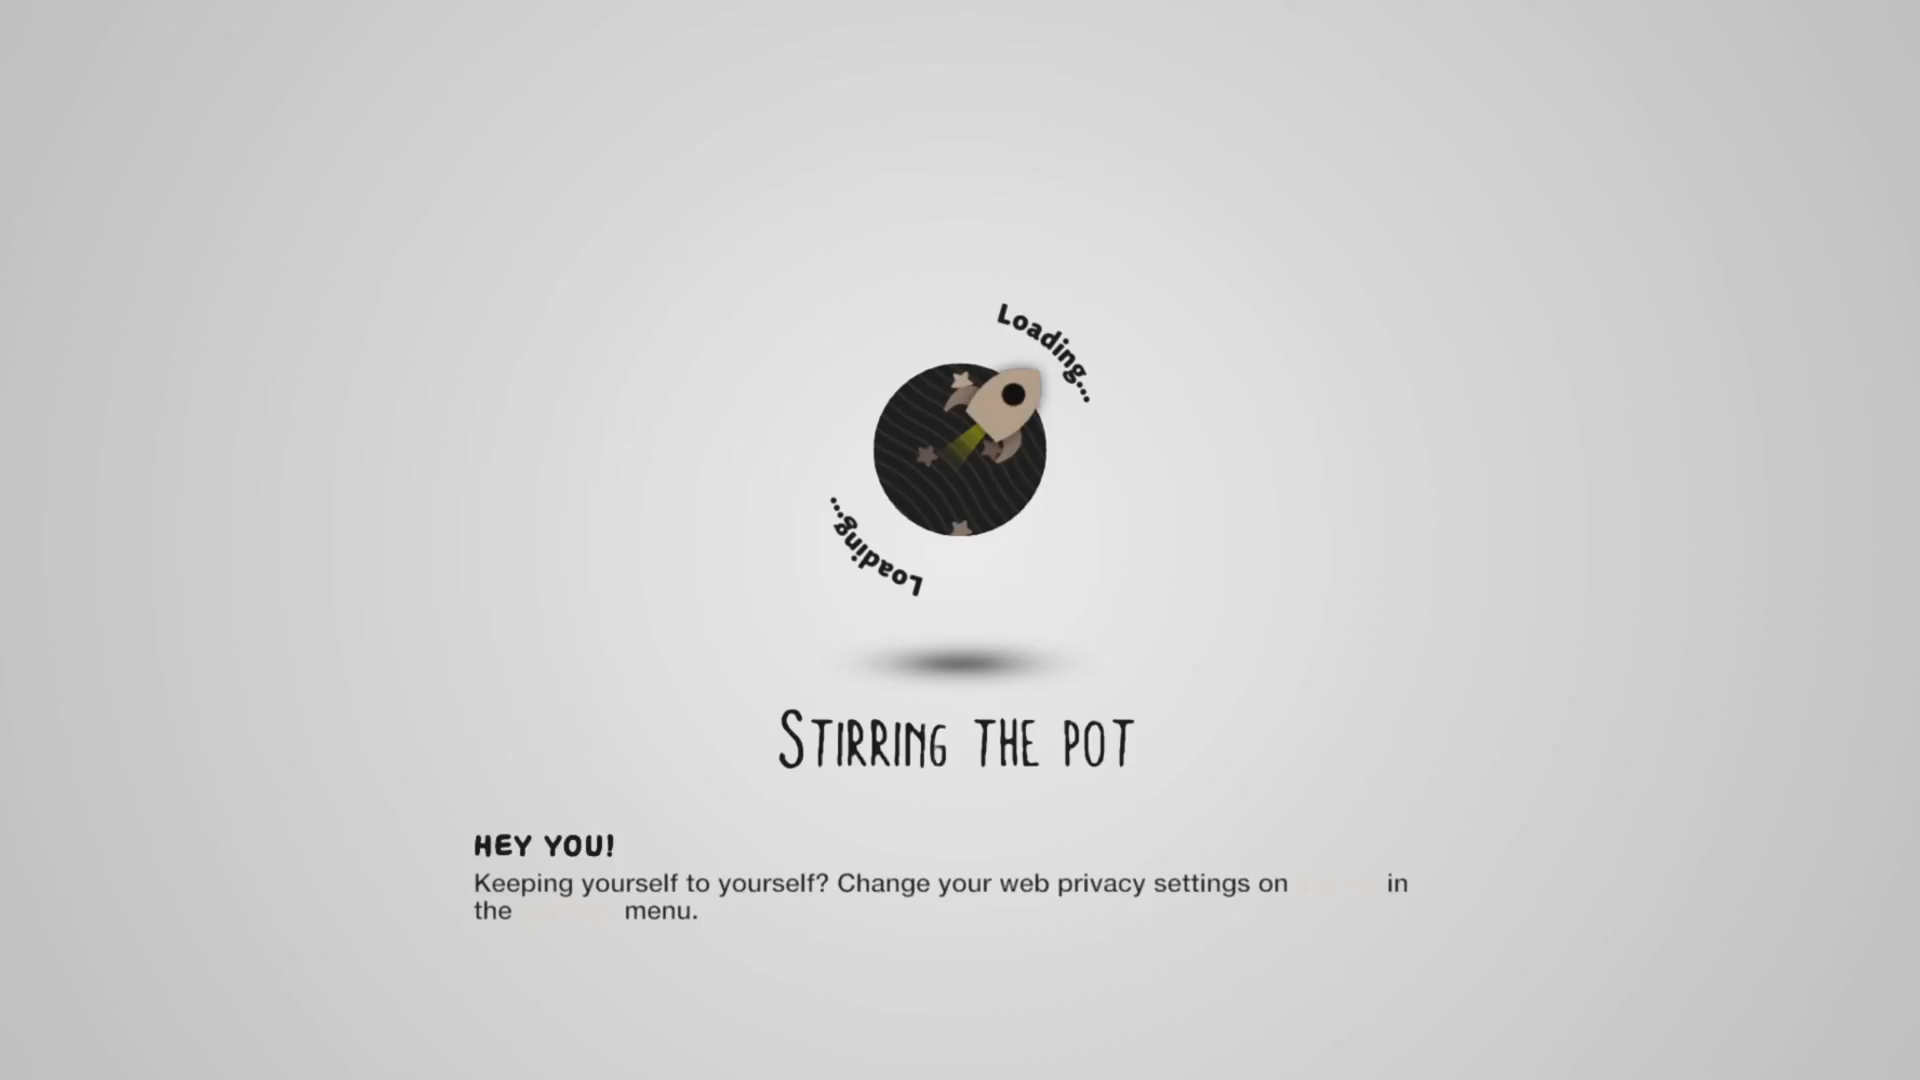 Loading...
Loading...
STIRRING THE POT
HEY YOU!
Keeping yourself to yourself? Change your web privacy settings on in
the menu.